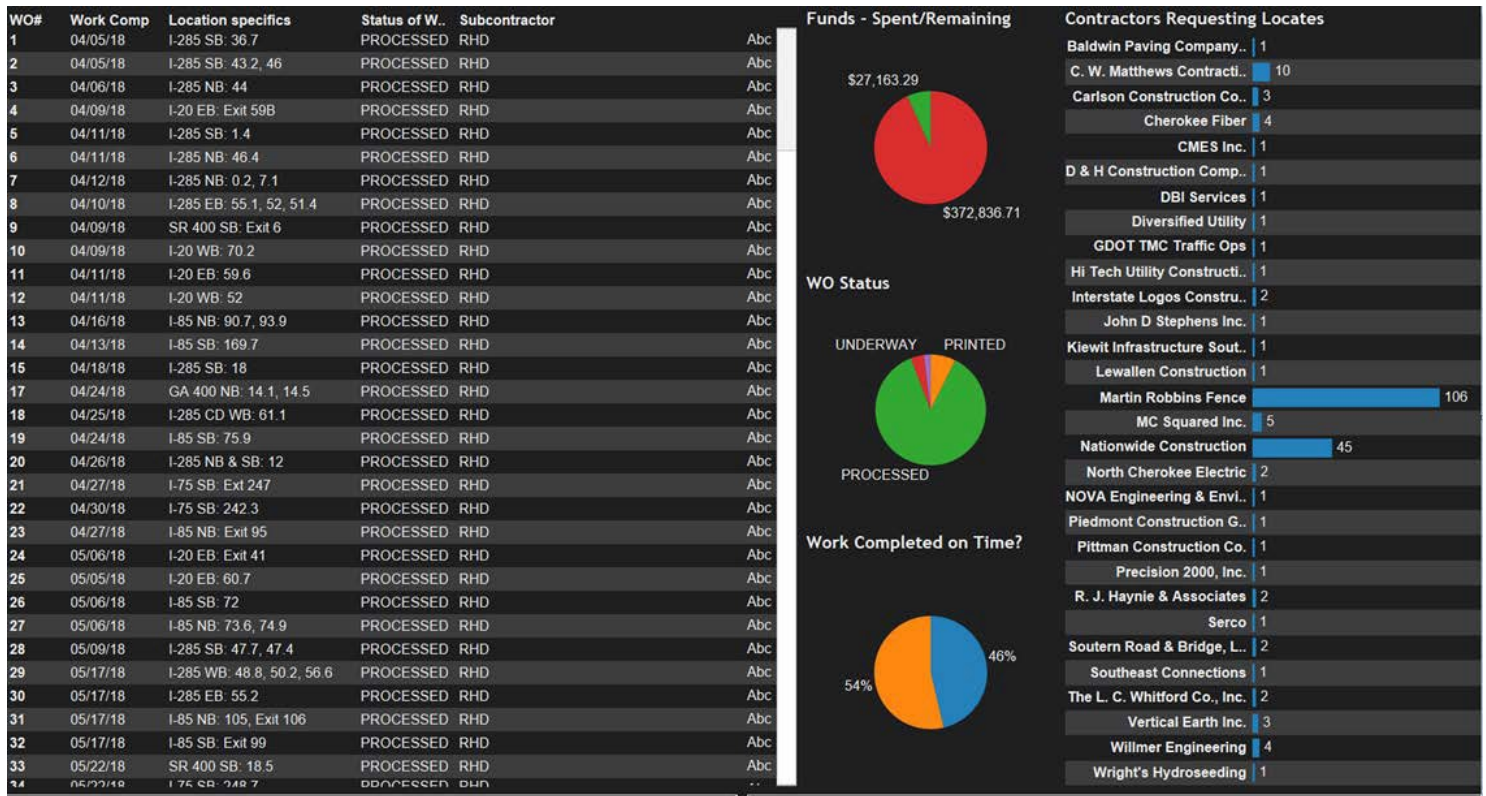 WO# Work Comp Location specifics Status of W.. Subcontractor
1 04/05/18 I-285 SB: 36.7 PROCESSED RHD Abc
2 04/05/18 I-285 SB: 43.2, 46 PROCESSED RHD Abc
3 04/06/18 I-285 NB: 44 PROCESSED RHD Abc
4 04/09/18 I-20 EB: Exit 59B PROCESSED RHD Abc
5 04/11/18 I-285 SB: 1.4 PROCESSED RHD Abc
6 04/11/18 I-285 NB: 46.4 PROCESSED RHD Abc
7 04/12/18 I-285 NB: 0.2, 7.1 PROCESSED RHD Abc
8 04/10/18 I-285 EB: 55.1, 52, 51.4 PROCESSED RHD Abc
9 04/09/18 SR 400 SB: Exit 6 PROCESSED RHD Abc
10 04/09/18 I-20 WB: 70.2 PROCESSED RHD Abc
11 04/11/18 I-20 EB: 59.6 PROCESSED RHD Abc
12 04/11/18 I-20 WB: 52 PROCESSED RHD Abc
13 04/16/18 I-85 NB: 90.7, 93.9 PROCESSED RHD Abc
14 04/13/18 I-85 SB: 169.7 PROCESSED RHD Abc
15 04/18/18 I-285 SB: 18 PROCESSED RHD Abc
17 04/24/18 GA 400 NB: 14.1, 14.5 PROCESSED RHD Abc
18 04/25/18 I-285 CD WB: 61.1 PROCESSED RHD Abc
19 04/24/18 I-85 SB: 75.9 PROCESSED RHD Abc
20 04/26/18 I-285 NB & SB: 12 PROCESSED RHD Abc
21 04/27/18 I-75 SB: Ext 247 PROCESSED RHD Abc
22 04/30/18 I-75 SB: 242.3 PROCESSED RHD Abc
23 04/27/18 I-85 NB: Exit 95 PROCESSED RHD Abc
24 05/06/18 I-20 EB: Exit 41 PROCESSED RHD Abc
25 05/05/18 I-20 EB: 60.7 PROCESSED RHD Abc
26 05/06/18 I-85 SB: 72 PROCESSED RHD Abc
27 05/06/18 I-85 NB: 73.6, 74.9 PROCESSED RHD Abc
28 05/09/18 I-285 SB: 47.7, 47.4 PROCESSED RHD Abc
29 05/17/18 I-285 WB: 48.8, 50.2, 56.6 PROCESSED RHD Abc
30 05/17/18 I-285 EB: 55.2 PROCESSED RHD Abc
31 05/17/18 I-85 NB: 105, Exit 106 PROCESSED RHD Abc
32 05/17/18 I-85 SB: Exit 99 PROCESSED RHD Abc
33 05/22/18 SR 400 SB: 18.5 PROCESSED RHD Abc
34 05/22/18 I-75 SB: 248.7 PROCESSED RHD
Funds - Spent/Remaining
$27,163.29
$372,836.71
WO Status
UNDERWAY PRINTED
PROCESSED
Work Completed on Time?
46%
54%
Contractors Requesting Locates
Baldwin Paving Company.. 1
C. W. Matthews Contracti.. 10
Carlson Construction Co.. 3
Cherokee Fiber 4
CMES Inc. 1
D & H Construction Comp.. 1
DBI Services 1
Diversified Utility 1
GDOT TMC Traffic Ops 1
Hi Tech Utility Constructi.. 1
Interstate Logos Constru.. 2
John D Stephens Inc. 1
Kiewit Infrastructure Sout.. 1
Lewallen Construction 1
Martin Robbins Fence 106
MC Squared Inc. 5
Nationwide Construction 45
North Cherokee Electric 2
NOVA Engineering & Envi.. 1
Piedmont Construction G.. 1
Pittman Construction Co. 1
Precision 2000, Inc. 1
R. J. Haynie & Associates 2
Serco 1
Soutern Road & Bridge, L.. 2
Southeast Connections 1
The L. C. Whitford Co., Inc. 2
Vertical Earth Inc. 3
Willmer Engineering 4
Wright's Hydroseeding 1